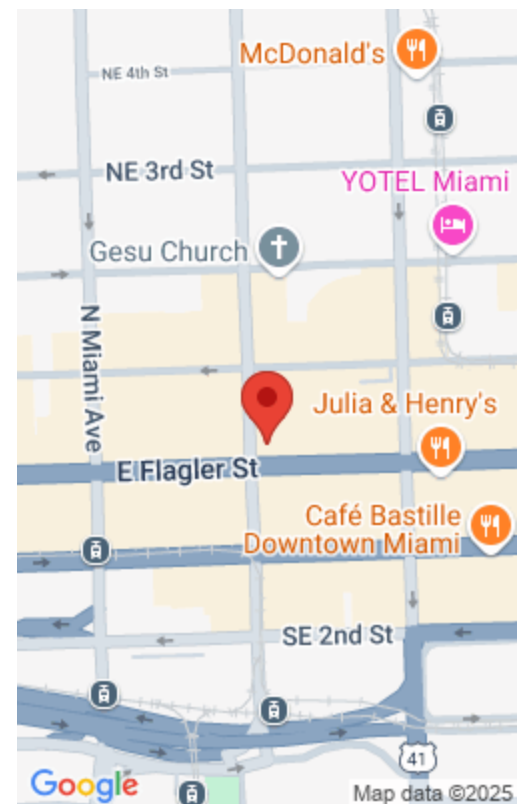 McDonald's
NE 4th St
NE 3rd St
YOTEL Miami
Gesu Church
N Miami Ave
Julia & Henry's
E Flagler St
Café Bastille
Downtown Miami
SE 2nd St
41
Google
Map data ©2025